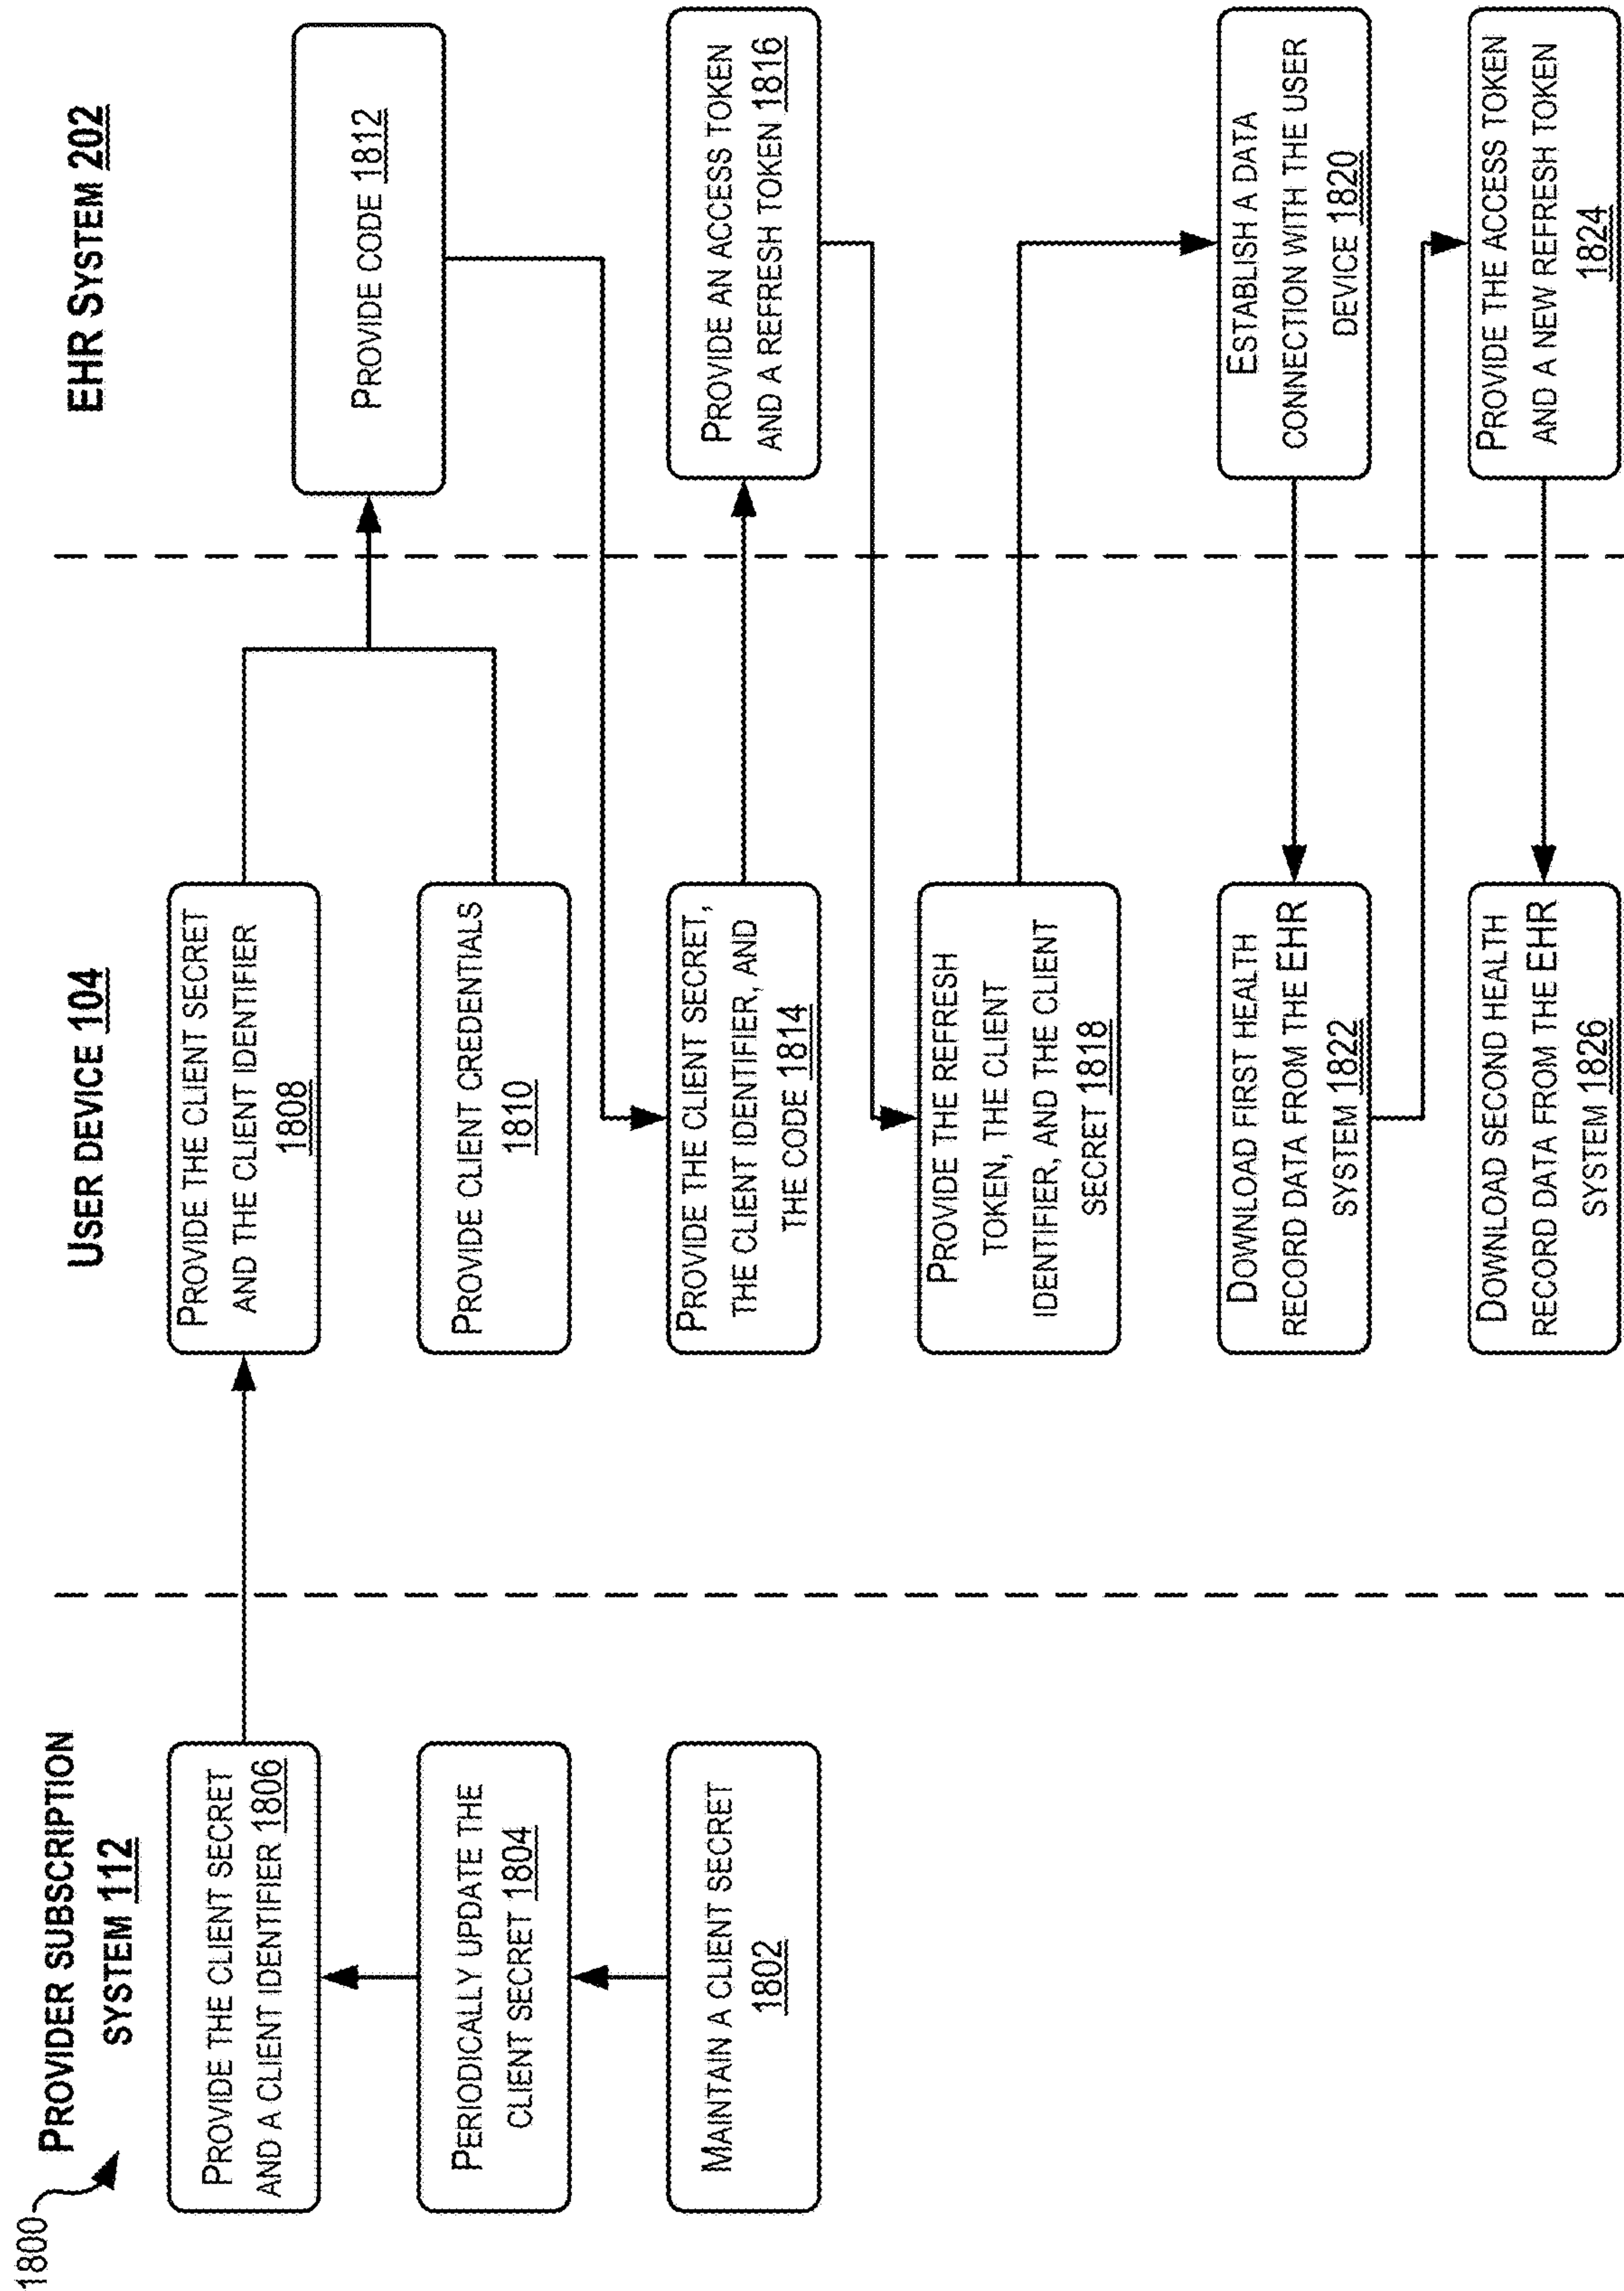 1800
PROVIDER SUBSCRIPTION
SYSTEM 112
USER DEVICE 104
EHR SYSTEM 202
PROVIDE THE CLIENT SECRET
AND A CLIENT IDENTIFIER 1806
PERIODICALLY UPDATE THE
CLIENT SECRET 1804
MAINTAIN A CLIENT SECRET
1802
PROVIDE THE CLIENT SECRET
AND THE CLIENT IDENTIFIER
1808
PROVIDE CLIENT CREDENTIALS
1810
PROVIDE THE CLIENT SECRET,
THE CLIENT IDENTIFIER, AND
THE CODE 1814
PROVIDE THE REFRESH
TOKEN, THE CLIENT
IDENTIFIER, AND THE CLIENT
SECRET 1818
DOWNLOAD FIRST HEALTH
RECORD DATA FROM THE EHR
SYSTEM 1822
DOWNLOAD SECOND HEALTH
RECORD DATA FROM THE EHR
SYSTEM 1826
PROVIDE CODE 1812
PROVIDE AN ACCESS TOKEN
AND A REFRESH TOKEN 1816
ESTABLISH A DATA
CONNECTION WITH THE USER
DEVICE 1820
PROVIDE THE ACCESS TOKEN
AND A NEW REFRESH TOKEN
1824